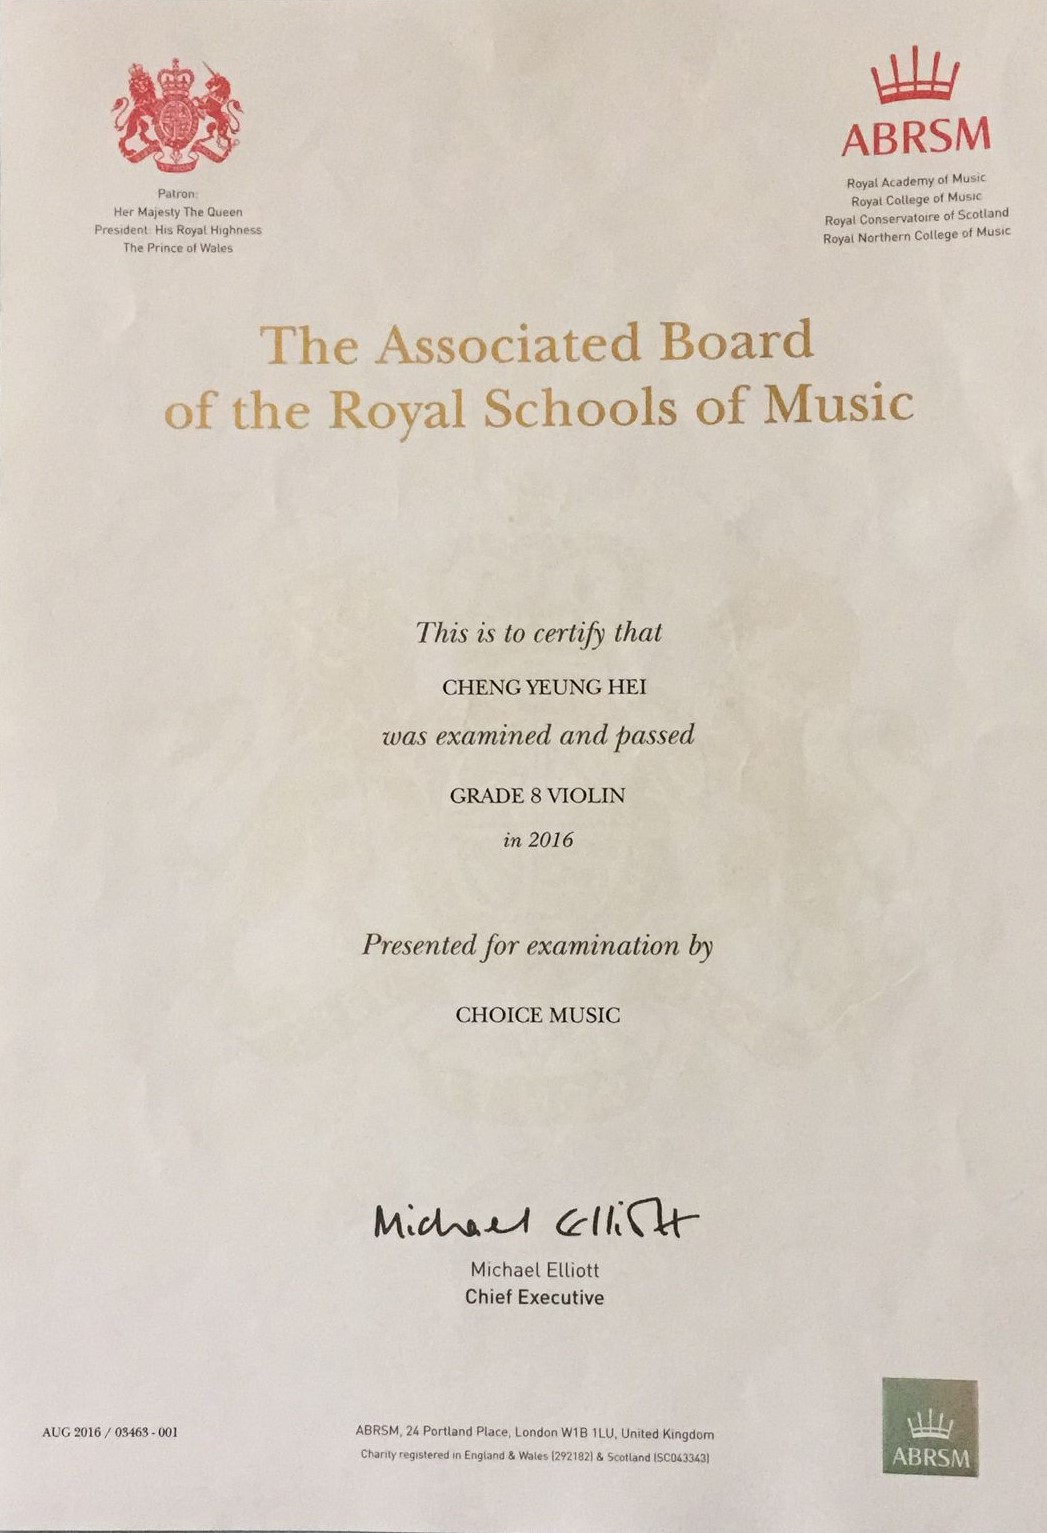 Patron:
Her Majesty The Queen
President: His Royal Highness
The Prince of Wales
ABRSM
Royal Academy of Music
Royal College of Music
Royal Conservatoire of Scotland
Royal Northern College of Music
The Associated Board
of the Royal Schools of Music
This is to certify that
CHENG YEUNG HEI
was examined and passed
GRADE 8 VIOLIN
in 2016
Presented for examination by
CHOICE MUSIC
Michael Elliott
Michael Elliott
Chief Executive
AUG 2016 / 03463 - 001
ABRSM, 24 Portland Place, London W1B 1LU, United Kingdom
Charity registered in England & Wales (292182) & Scotland (SC043343)
ABRSM